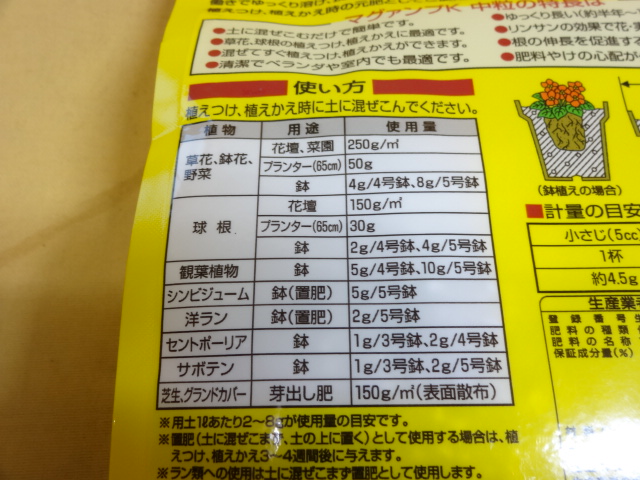 植えつけ、植えかえ時の元肥として
マグァンプK 中粒の特長は
●土に混ぜこむだけで簡単です。
●草花、球根の植えつけ、植えかえに最適です。
●混ぜてすぐ植えつけ、植えかえができます。
●清潔でベランダや室内でも最適です。
●ゆっくり長い(約半年〜
●リンサンの効果で花・
●根の伸長を促進す
●肥料やけの心配が
■使い方
植えつけ、植えかえ時に土に混ぜこんでください。
植物 用途 使用量
草花、鉢花、野菜 花壇、菜園 250g/㎡
プランター(65cm) 50g
鉢 4g/4号鉢、8g/5号鉢
球根 花壇 150g/㎡
プランター(65cm) 30g
鉢 2g/4号鉢、4g/5号鉢
観葉植物 鉢 5g/4号鉢、10g/5号鉢
シンビジューム 鉢(置肥) 5g/5号鉢
洋ラン 鉢(置肥) 2g/5号鉢
セントポーリア 鉢 1g/3号鉢、2g/4号鉢
サボテン 鉢 1g/3号鉢、2g/5号鉢
芝生、グランドカバー 芽出し肥 150g/㎡(表面散布)
※用土1ℓあたり2〜8gが使用量の目安です。
※置肥(土に混ぜこまず、土の上に置く)として使用する場合は、植
えつけ、植えかえ3〜4週間後に与えます。
※ラン類への使用は土に混ぜこまず置肥として使用します。
(鉢植えの場合)
■計量の目安
小さじ(5cc)
1杯
約4.5g
生産業者
登録番号
肥料の種類
肥料の名称
保証成分量(%)